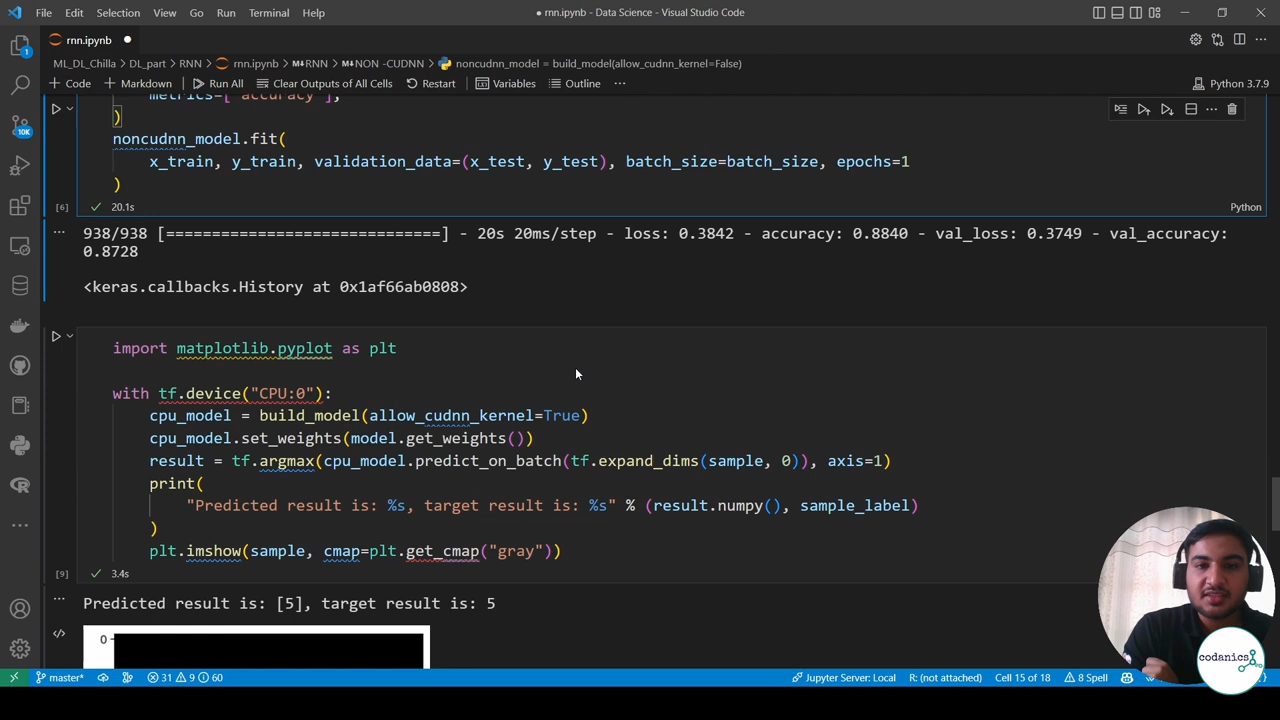 File Edit Selection View Go Run Terminal Help
rnn.ipynb - Data Science - Visual Studio Code
rnn.ipynb
ML_DL_Chilla > DL_part > RNN > rnn.ipynb > RNN > NON -CUDNN > noncudnn_model = build_model(allow_cudnn_kernel=False)
+ Code + Markdown Run All Clear Outputs of All Cells Restart Variables Outline ... Python 3.7.9
metrics=["accuracy"],
)
noncudnn_model.fit(
x_train, y_train, validation_data=(x_test, y_test), batch_size=batch_size, epochs=1
)
[6] 20.1s Python
938/938 [==============================] - 20s 20ms/step - loss: 0.3842 - accuracy: 0.8840 - val_loss: 0.3749 - val_accuracy:
0.8728
<keras.callbacks.History at 0x1af66ab0808>
import matplotlib.pyplot as plt
with tf.device("CPU:0"):
cpu_model = build_model(allow_cudnn_kernel=True)
cpu_model.set_weights(model.get_weights())
result = tf.argmax(cpu_model.predict_on_batch(tf.expand_dims(sample, 0)), axis=1)
print(
"Predicted result is: %s, target result is: %s" % (result.numpy(), sample_label)
)
plt.imshow(sample, cmap=plt.get_cmap("gray"))
[9] 3.4s
Predicted result is: [5], target result is: 5
0
1
10K
codanics
master* 31 9 60 Jupyter Server: Local R: (not attached) Cell 15 of 18 8 Spell